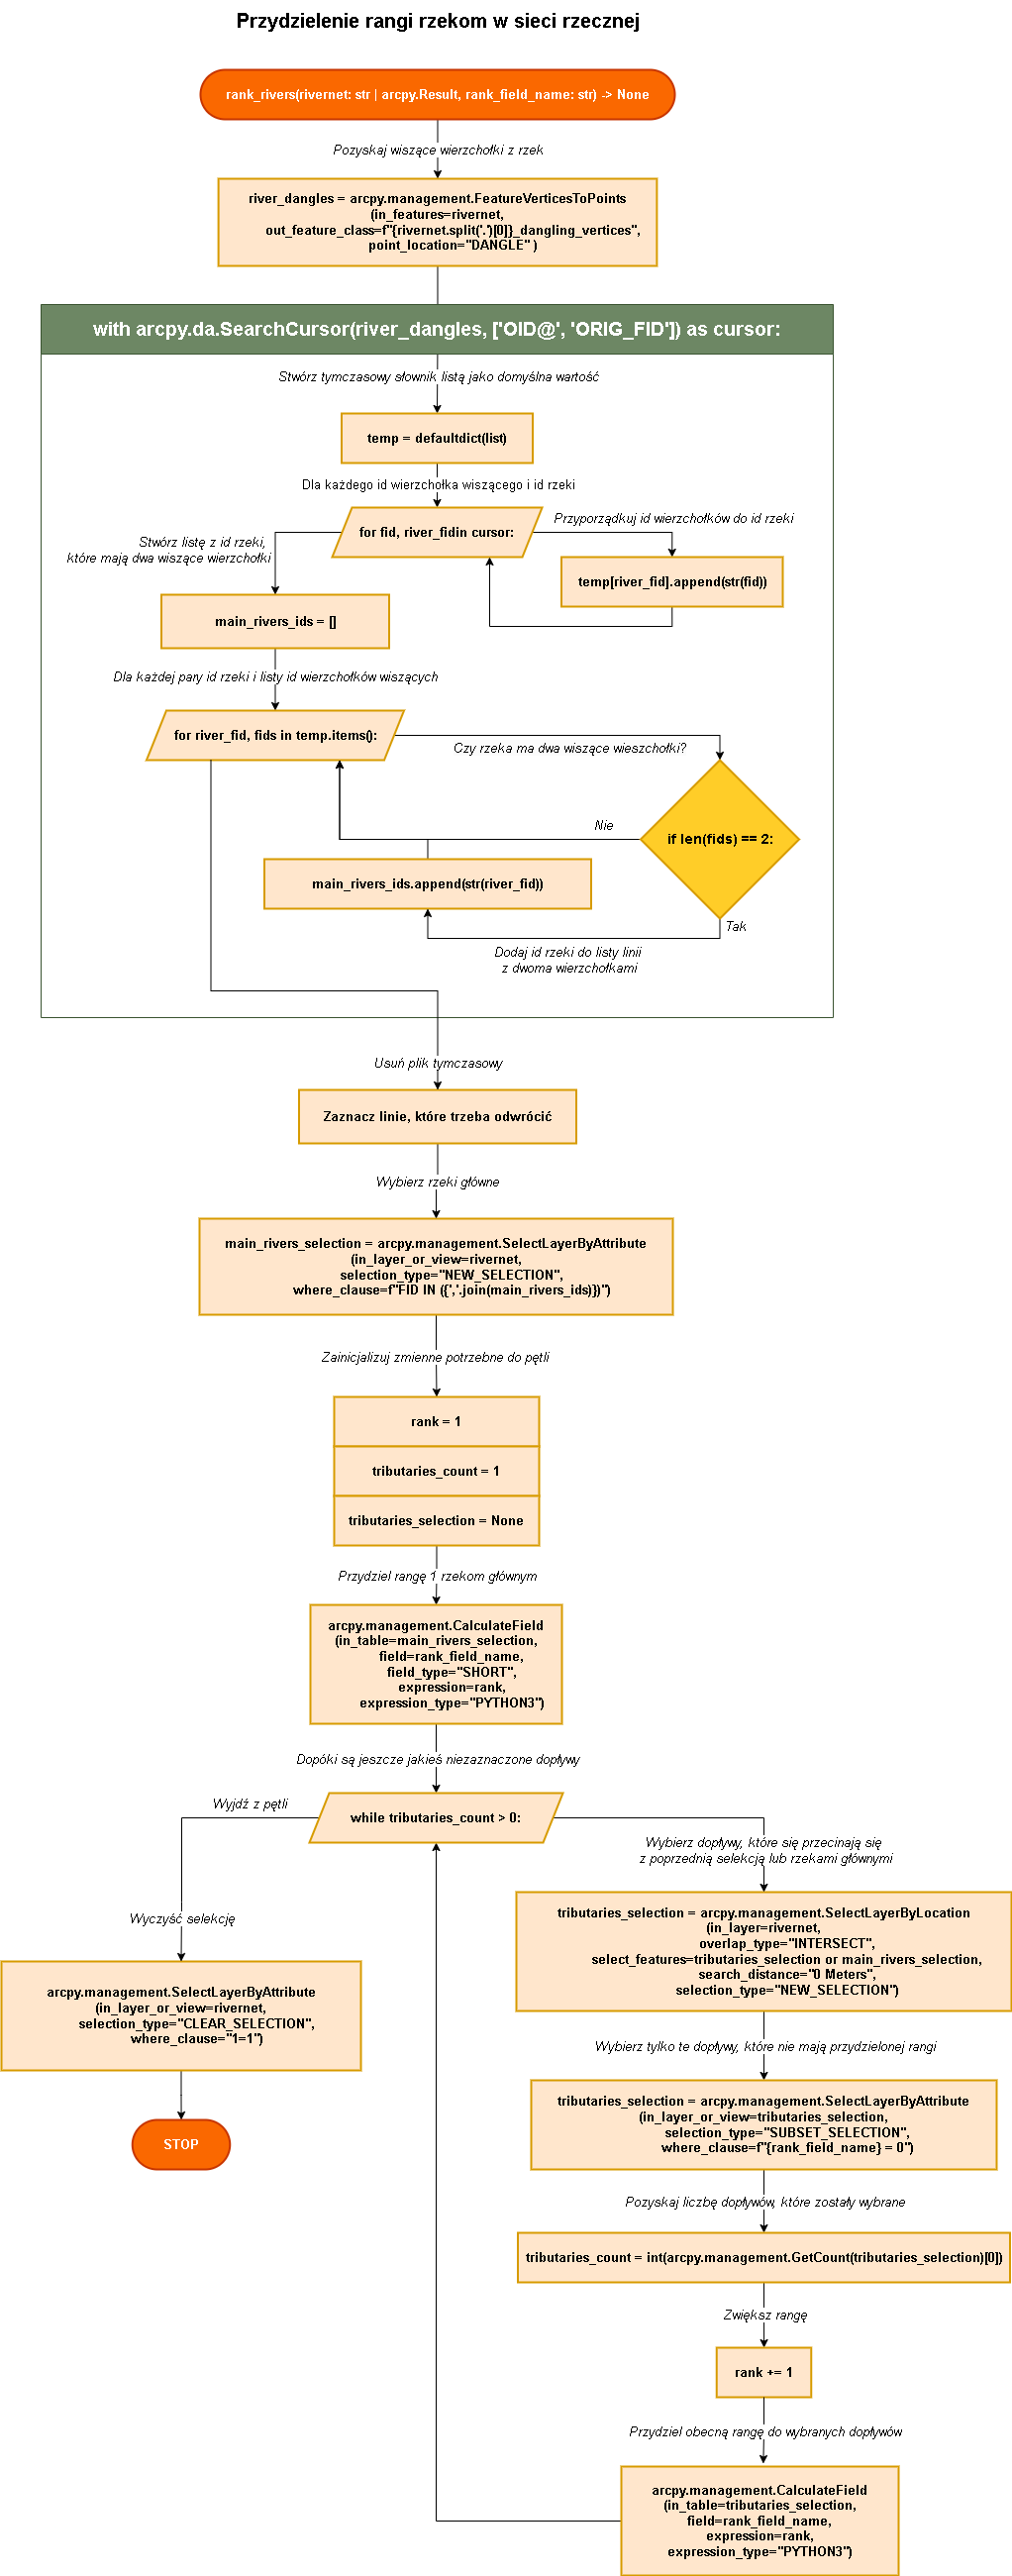 Przydzielenie rangi rzekom w sieci rzecznej
rank_rivers(rivernet: str | arcpy.Result, rank_field_name: str) -> None
Pozyskaj wiszące wierzchołki z rzek
river_dangles = arcpy.management.FeatureVerticesToPoints
(in_features=rivernet,
out_feature_class=f"{rivernet.split('.')[0]}_dangling_vertices",
point_location="DANGLE" )
with arcpy.da.SearchCursor(river_dangles, ['OID@', 'ORIG_FID']) as cursor:
Stwórz tymczasowy słownik listą jako domyślna wartość
temp = defaultdict(list)
Dla każdego id wierzchołka wiszącego i id rzeki
for fid, river_fidin cursor:
Przyporządkuj id wierzchołków do id rzeki
temp[river_fid].append(str(fid))
Stwórz listę z id rzeki,
które mają dwa wiszące wierzchołki
main_rivers_ids = []
Dla każdej pary id rzeki i listy id wierzchołków wiszących
for river_fid, fids in temp.items():
Czy rzeka ma dwa wiszące wieszchołki?
if len(fids) == 2:
Nie
main_rivers_ids.append(str(river_fid))
Tak
Dodaj id rzeki do listy linii
z dwoma wierzchołkami
Usuń plik tymczasowy
Zaznacz linie, które trzeba odwrócić
Wybierz rzeki główne
main_rivers_selection = arcpy.management.SelectLayerByAttribute
(in_layer_or_view=rivernet,
selection_type="NEW_SELECTION",
where_clause=f"FID IN ({','.join(main_rivers_ids)})")
Zainicjalizuj zmienne potrzebne do pętli
rank = 1
tributaries_count = 1
tributaries_selection = None
Przydziel rangę 1 rzekom głównym
arcpy.management.CalculateField
(in_table=main_rivers_selection,
field=rank_field_name,
field_type="SHORT",
expression=rank,
expression_type="PYTHON3")
Dopóki są jeszcze jakieś niezaznaczone dopływy
while tributaries_count > 0:
Wyjdź z pętli
Wybierz dopływy, które się przecinają się
z poprzednią selekcją lub rzekami głównymi
tributaries_selection = arcpy.management.SelectLayerByLocation
(in_layer=rivernet,
overlap_type="INTERSECT",
select_features=tributaries_selection or main_rivers_selection,
search_distance="0 Meters",
selection_type="NEW_SELECTION")
Wyczyść selekcję
arcpy.management.SelectLayerByAttribute
(in_layer_or_view=rivernet,
selection_type="CLEAR_SELECTION",
where_clause="1=1")
STOP
Wybierz tylko te dopływy, które nie mają przydzielonej rangi
tributaries_selection = arcpy.management.SelectLayerByAttribute
(in_layer_or_view=tributaries_selection,
selection_type="SUBSET_SELECTION",
where_clause=f"{rank_field_name} = 0")
Pozyskaj liczbę dopływów, które zostały wybrane
tributaries_count = int(arcpy.management.GetCount(tributaries_selection)[0])
Zwiększ rangę
rank += 1
Przydziel obecną rangę do wybranych dopływów
arcpy.management.CalculateField
(in_table=tributaries_selection,
field=rank_field_name,
expression=rank,
expression_type="PYTHON3")